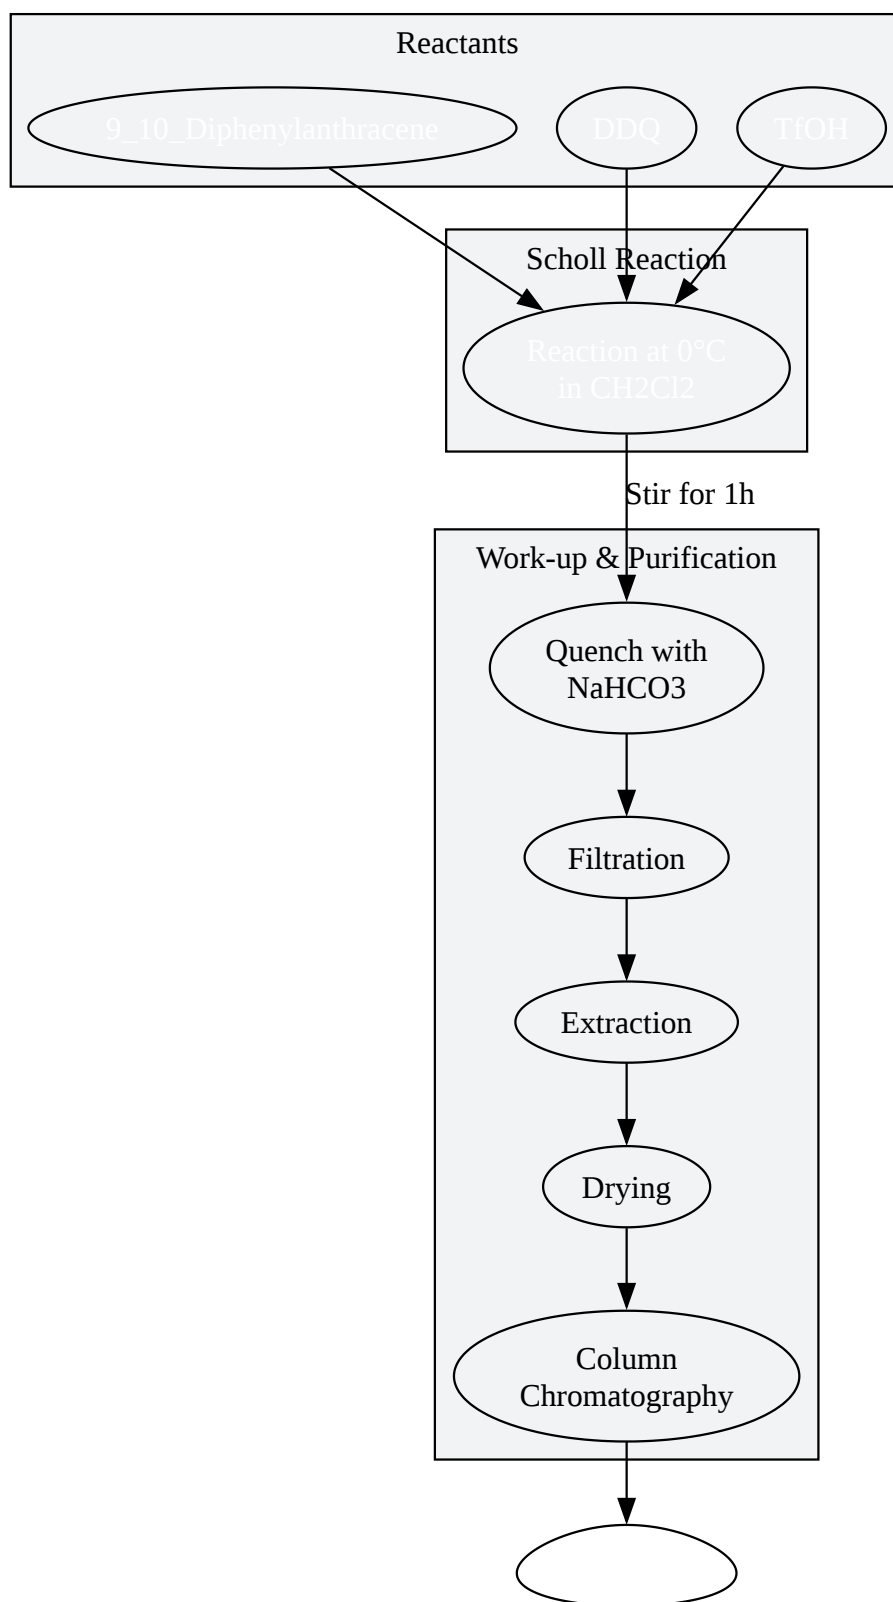 Reactants
9_10_Diphenylanthracene
DDQ
TfOH
Scholl Reaction
Reaction at 0°C
in CH2Cl2
Stir for 1h
Work-up & Purification
Quench with
NaHCO3
Filtration
Extraction
Drying
Column
Chromatography